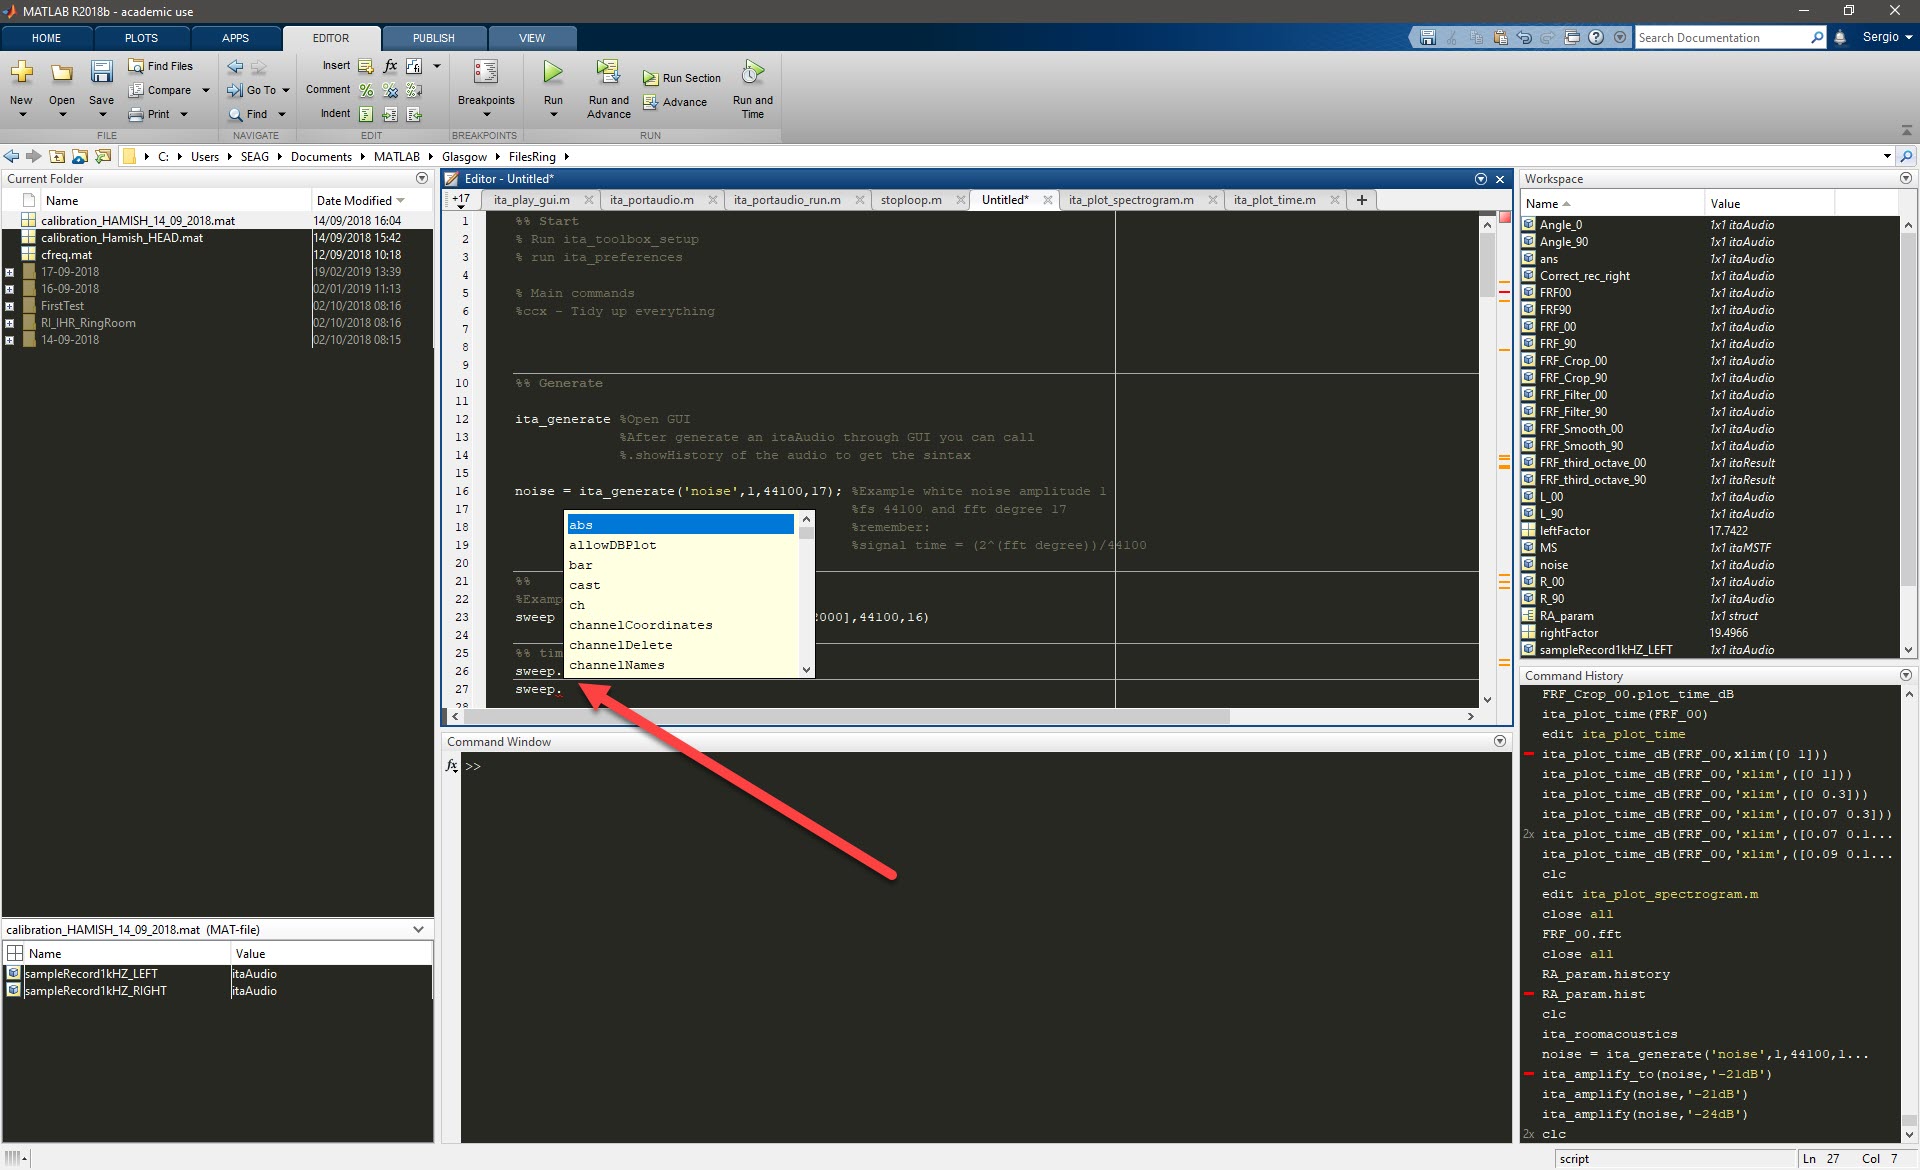 MATLAB R2018b - academic use
HOME PLOTS APPS EDITOR PUBLISH VIEW
Search Documentation
Sergio
New Open Save
Find Files
Compare
Print
FILE
Go To
Find
NAVIGATE
Insert fx
Comment % %
Indent
EDIT
Breakpoints
BREAKPOINTS
Run
Run and Advance
Run Section
Advance
Run and Time
RUN
C: Users SEAG Documents MATLAB Glasgow FilesRing
Current Folder
Name Date Modified
calibration_HAMISH_14_09_2018.mat 14/09/2018 16:04
calibration_Hamish_HEAD.mat 14/09/2018 15:42
cfreq.mat 12/09/2018 10:18
17-09-2018 19/02/2019 13:39
16-09-2018 02/01/2019 11:13
FirstTest 02/10/2018 08:16
RI_IHR_RingRoom 02/10/2018 08:16
14-09-2018 02/10/2018 08:15
calibration_HAMISH_14_09_2018.mat (MAT-file)
Name Value
sampleRecord1kHZ_LEFT itaAudio
sampleRecord1kHZ_RIGHT itaAudio
Editor - Untitled*
+17 ita_play_gui.m ita_portaudio.m ita_portaudio_run.m stoploop.m Untitled* ita_plot_spectrogram.m ita_plot_time.m +
1 %% Start
2 % Run ita_toolbox_setup
3 % run ita_preferences
4
5 % Main commands
6 %ccx - Tidy up everything
7
8
9
10 %% Generate
11
12 ita_generate %Open GUI
13 %After generate an itaAudio through GUI you can call
14 %.showHistory of the audio to get the sintax
15
16 noise = ita_generate('noise',1,44100,17); %Example white noise amplitude 1
17 %fs 44100 and fft degree 17
18 %remember:
19 %signal time = (2^(fft degree))/44100
20
21 %%
22 %Examp
23 sweep 2000],44100,16)
24
25 %% tim
26 sweep.
27 sweep.
28
abs
allowDBPlot
bar
cast
ch
channelCoordinates
channelDelete
channelNames
Command Window
fx >>
Workspace
Name Value
Angle_0 1x1 itaAudio
Angle_90 1x1 itaAudio
ans 1x1 itaAudio
Correct_rec_right 1x1 itaAudio
FRF00 1x1 itaAudio
FRF90 1x1 itaAudio
FRF_00 1x1 itaAudio
FRF_90 1x1 itaAudio
FRF_Crop_00 1x1 itaAudio
FRF_Crop_90 1x1 itaAudio
FRF_Filter_00 1x1 itaAudio
FRF_Filter_90 1x1 itaAudio
FRF_Smooth_00 1x1 itaAudio
FRF_Smooth_90 1x1 itaAudio
FRF_third_octave_00 1x1 itaResult
FRF_third_octave_90 1x1 itaResult
L_00 1x1 itaAudio
L_90 1x1 itaAudio
leftFactor 17.7422
MS 1x1 itaMSTF
noise 1x1 itaAudio
R_00 1x1 itaAudio
R_90 1x1 itaAudio
RA_param 1x1 struct
rightFactor 19.4966
sampleRecord1kHZ_LEFT 1x1 itaAudio
Command History
FRF_Crop_00.plot_time_dB
ita_plot_time(FRF_00)
edit ita_plot_time
ita_plot_time_dB(FRF_00,xlim([0 1]))
ita_plot_time_dB(FRF_00,'xlim',([0 1]))
ita_plot_time_dB(FRF_00,'xlim',([0 0.3]))
ita_plot_time_dB(FRF_00,'xlim',([0.07 0.3]))
2x ita_plot_time_dB(FRF_00,'xlim',([0.07 0.1...
ita_plot_time_dB(FRF_00,'xlim',([0.09 0.1...
clc
edit ita_plot_spectrogram.m
close all
FRF_00.fft
close all
RA_param.history
RA_param.hist
clc
ita_roomacoustics
noise = ita_generate('noise',1,44100,1...
ita_amplify_to(noise,'-21dB')
ita_amplify(noise,'-21dB')
ita_amplify(noise,'-24dB')
2x clc
script Ln 27 Col 7